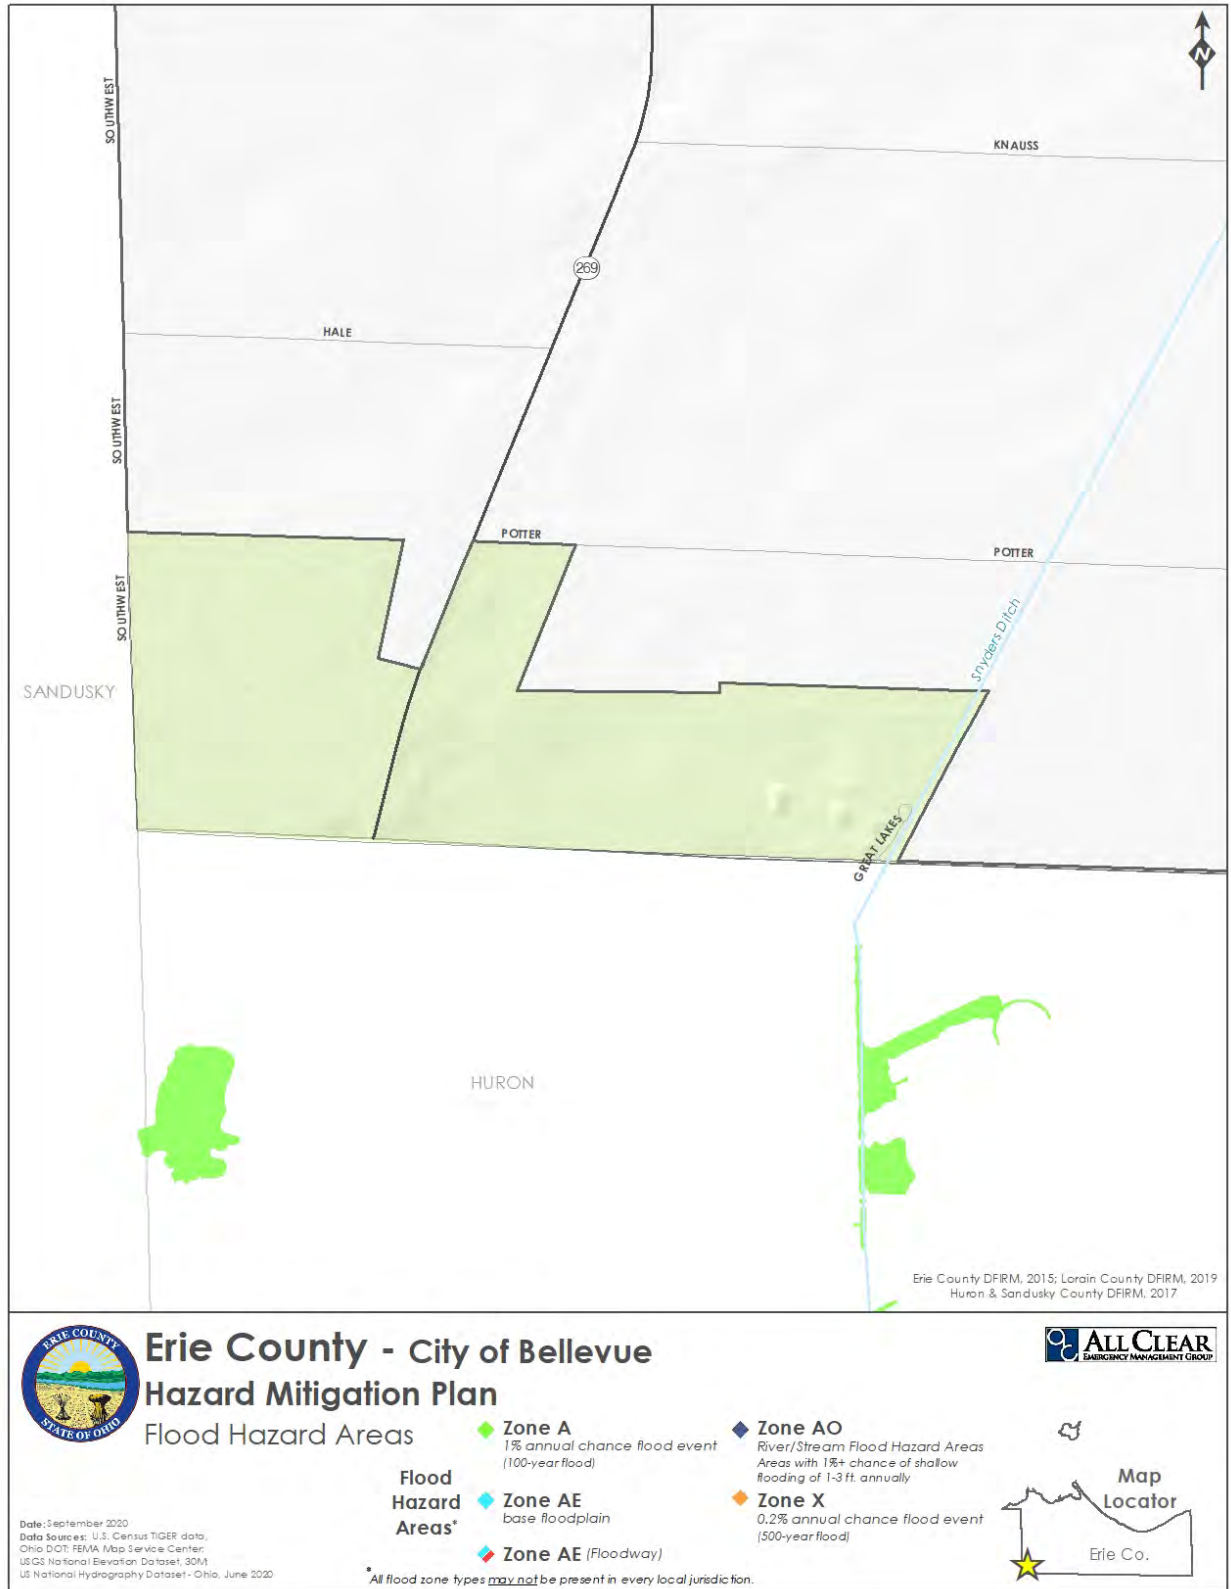 N
SOUTHWEST
KNAUSS
269
HALE
SOUTHWEST
POTTER
POTTER
SOUTHWEST
Snyders Ditch
SANDUSKY
GREAT LAKES
HURON
Erie County DFIRM, 2015; Lorain County DFIRM, 2019
Huron & Sandusky County DFIRM, 2017
ERIE COUNTY
STATE OF OHIO
Erie County - City of Bellevue
Hazard Mitigation Plan
Flood Hazard Areas
ALL CLEAR
EMERGENCY MANAGEMENT GROUP
Flood
Hazard
Areas*
Zone A
1% annual chance flood event
(100-year flood)
Zone AE
base floodplain
Zone AE (Floodway)
Zone AO
River/Stream Flood Hazard Areas
Areas with 1%+ chance of shallow
flooding of 1-3 ft. annually
Zone X
0.2% annual chance flood event
(500-year flood)
Map
Locator
Erie Co.
Date: September 2020
Data Sources: U.S. Census TIGER data,
Ohio DOT; FEMA Map Service Center;
USGS National Elevation Dataset, 30M;
US National Hydrography Dataset - Ohio, June 2020
*All flood zone types may not be present in every local jurisdiction.